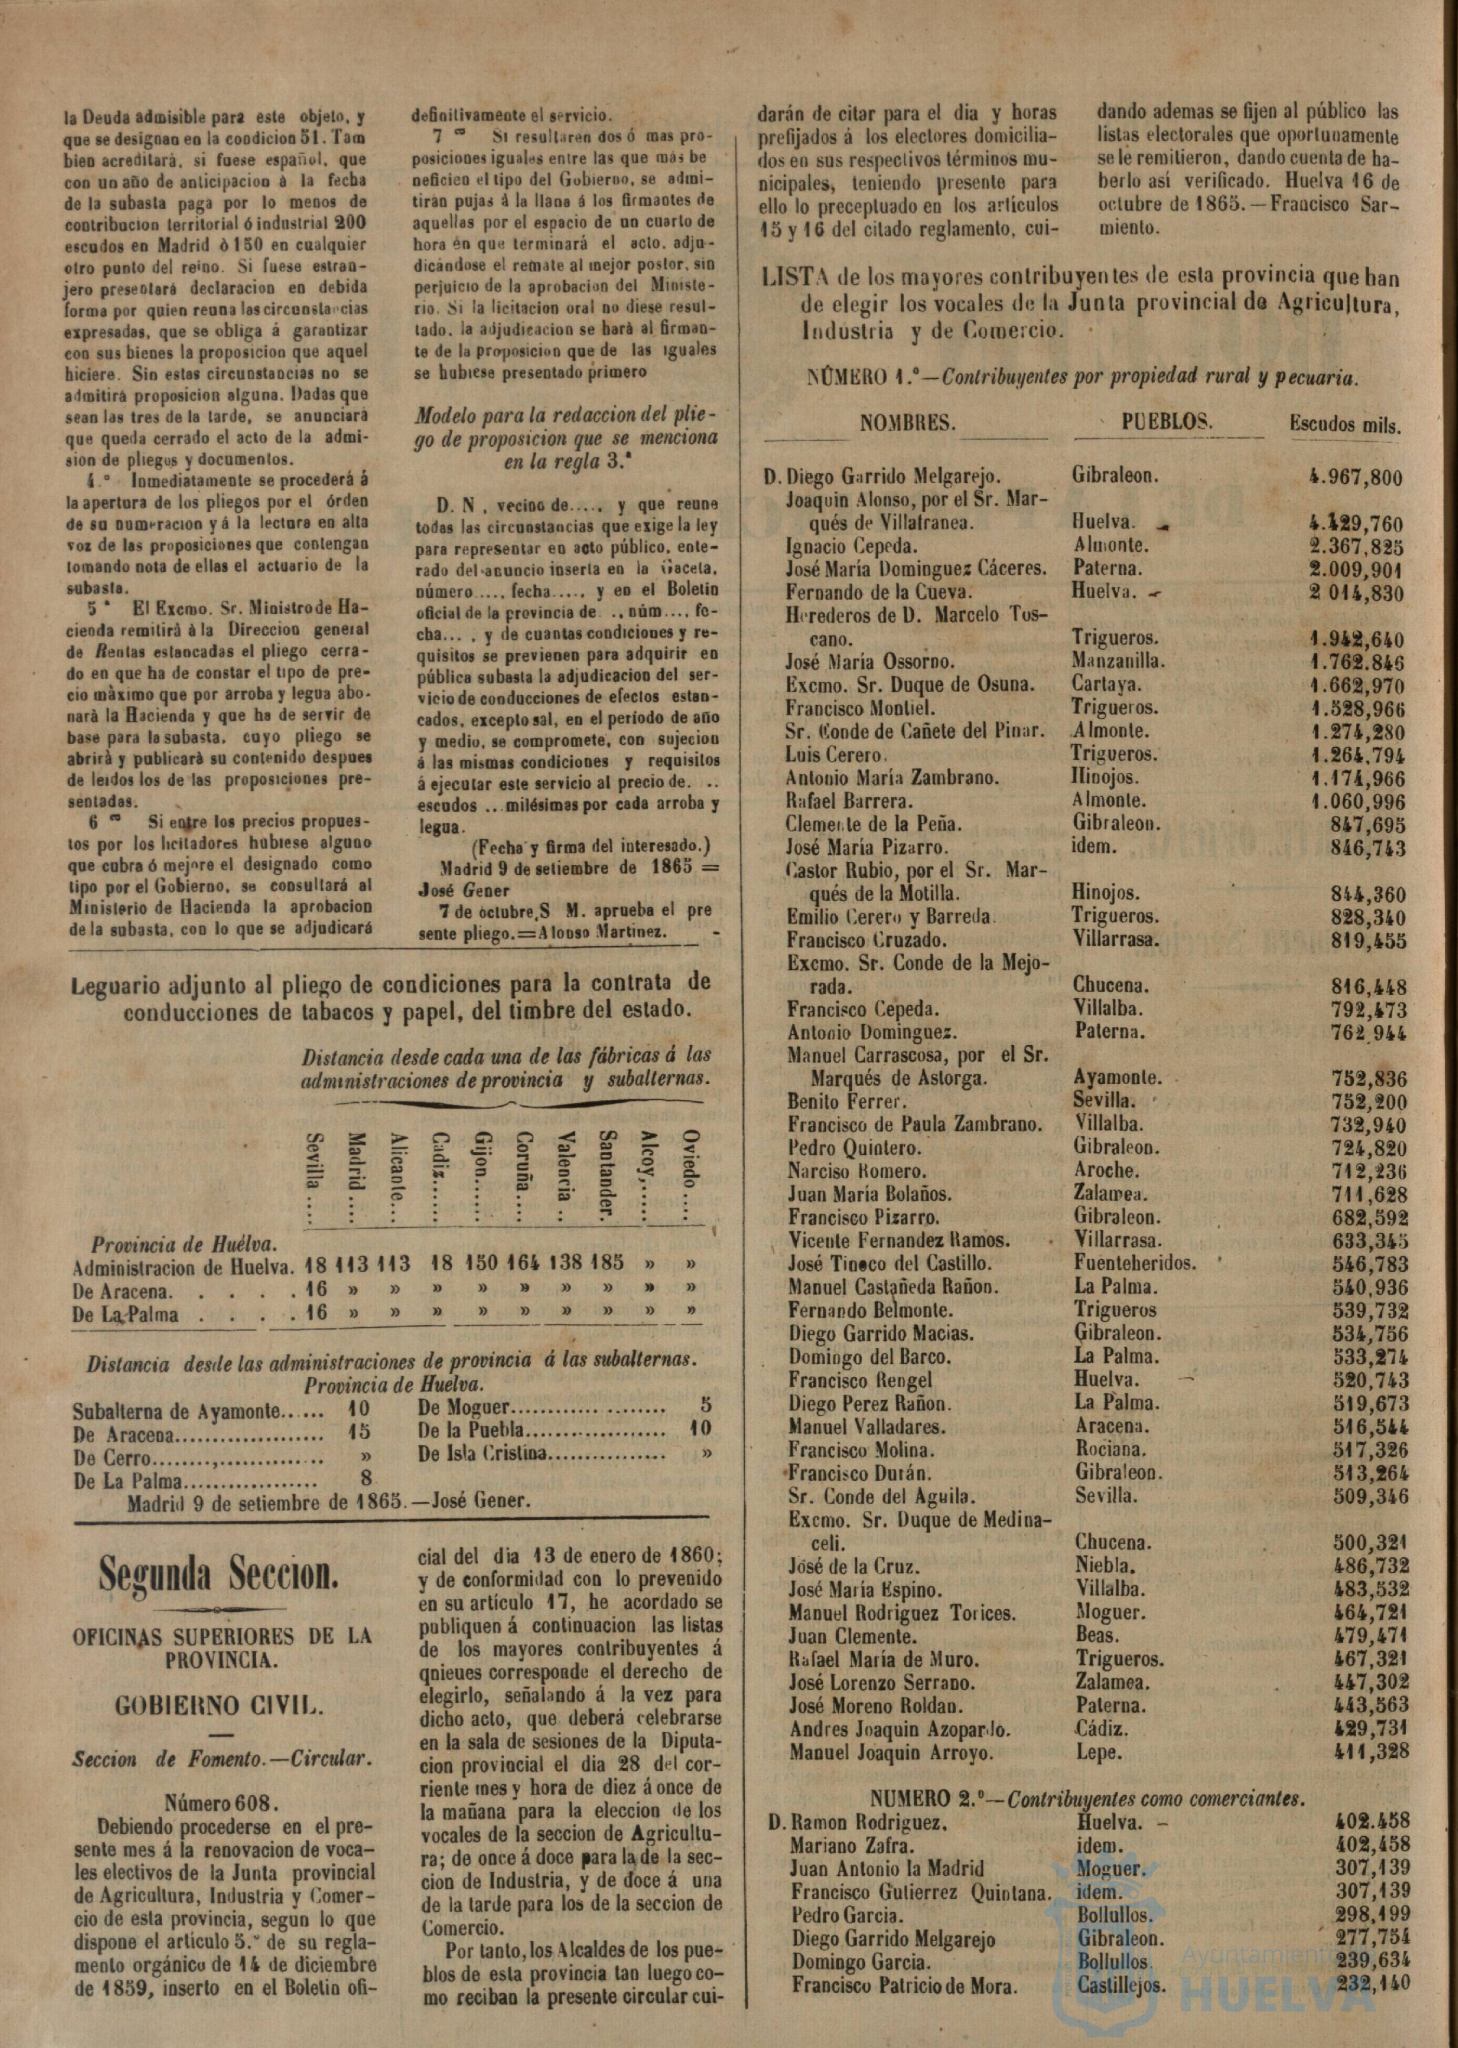 la Deuda admisible para este objeto, y
que se designan en la condicion 51. Tam
bien acreditará, si fuese español, que
con un año de anticipacion à la fecha
de la subasta paga por lo menos de
contribucion territorial ó industrial 200
escudos en Madrid ò 150 en cualquier
otro punto del reino. Si fuese estran-
jero presentará declaracion en debida
forma por quien reuna las circunstancias
expresadas, que se obliga á garantizar
con sus bienes la proposicion que aquel
hiciere. Sin estas circunstancias no se
admitirá proposicion alguna. Dadas que
sean las tres de la tarde, se anunciará
que queda cerrado el acto de la admi-
sion de pliegos y documentos.
4.ª Inmediatamente se procederá á
la apertura de los pliegos por el órden
de su numeracion y á la lectura en alta
voz de las proposiciones que contengan
tomando nota de ellas el actuario de la
subasta.
5 ª El Excmo. Sr. Ministro de Ha-
cienda remitirà à la Direccion general
de Rentas estancadas el pliego cerra-
do en que ha de constar el tipo de pre-
cio màximo que por arroba y legua abo-
nará la Hacienda y que ha de servir de
base para la subasta. cuyo pliego se
abrirá y publicará su contenido despues
de leidos los de las proposiciones pre-
sentadas.
6 ª Si entre los precios propues-
tos por los licitadores hubiese alguno
que cubra ó mejore el designado como
tipo por el Gobierno, se consultará al
Ministerio de Hacienda la aprobacion
de la subasta, con lo que se adjudicará
definitivamente el servicio.
7 ª Si resultaren dos ó mas pro-
posiciones iguales entre las que más be
neficien el tipo del Gobierno, se admi-
tirán pujas á la llana á los firmantes de
aquellas por el espacio de un cuarto de
hora en que terminará el acto, adju-
dicándose el remate al mejor postor, sin
perjuicio de la aprobacion del Ministe-
rio. Si la licitacion oral no diese resul-
tado, la adjudicacion se hará al firman-
te de la proposicion que de las iguales
se hubiese presentado primero
Modelo para la redaccion del plie-
go de proposicion que se menciona
en la regla 3.ª
D. N , vecino de...., y que reune
todas las circunstancias que exige la ley
para representar en acto público, ente-
rado del anuncio inserta en la Gaceta,
número...., fecha...., y en el Boletin
oficial de la provincia de .., núm..., fe-
cha... , y de cuantas condiciones y re-
quisitos se previenen para adquirir en
pública subasta la adjudicacion del ser-
vicio de conducciones de efectos estan-
cados, excepto sal, en el período de año
y medio, se compromete, con sujecion
á las mismas condiciones y requisitos
á ejecutar este servicio al precio de. ..
escudos ...milésimas por cada arroba y
legua.
(Fecha y firma del interesado.)
Madrid 9 de setiembre de 1865 =
José Gener
7 de octubre, S M. aprueba el pre
sente pliego.=Alonso Martinez.
Leguario adjunto al pliego de condiciones para la contrata de
conducciones de tabacos y papel, del timbre del estado.
Distancia desde cada una de las fábricas á las
administraciones de provincia y subalternas.
Sevilla .... Madrid .... Alicante... Cadiz...... Gijon...... Coruña .... Valencia .. Santander. Alcoy,..... Oviedo ....
Provincia de Huelva.
Administracion de Huelva. 18 113 113 18 150 164 138 185 » »
De Aracena. . . . . 16 » » » » » » » » »
De La Palma . . . . 16 » » » » » » » » »
Distancia desde las administraciones de provincia á las subalternas.
Provincia de Huelva.
Subalterna de Ayamonte...... 10 De Moguer.................... 5
De Aracena.................... 15 De la Puebla.................. 10
De Cerro....................... » De Isla Cristina............... »
De La Palma.................. 8
Madrid 9 de setiembre de 1865.—José Gener.
Segunda Seccion.
OFICINAS SUPERIORES DE LA
PROVINCIA.
GOBIERNO CIVIL.
Seccion de Fomento.—Circular.
Número 608.
Debiendo procederse en el pre-
sente mes á la renovacion de voca-
les electivos de la Junta provincial
de Agricultura, Industria y Comer-
cio de esta provincia, segun lo que
dispone el articulo 5.º de su regla-
mento orgánico de 14 de diciembre
de 1859, inserto en el Boletin ofi-
cial del dia 13 de enero de 1860;
y de conformidad con lo prevenido
en su artículo 17, he acordado se
publiquen á continuacion las listas
de los mayores contribuyentes á
qnieues corresponde el derecho de
elegirlo, señalando á la vez para
dicho acto, que deberá celebrarse
en la sala de sesiones de la Diputa-
cion provincial el dia 28 del cor-
riente mes y hora de diez á once de
la mañana para la eleccion de los
vocales de la seccion de Agricultu-
ra; de once á doce para la de la sec-
cion de Industria, y de doce á una
de la tarde para los de la seccion de
Comercio.
Por tanto, los Alcaldes de los pue-
blos de esta provincia tan luego co-
mo reciban la presente circular cui-
darán de citar para el dia y horas
prefijados á los electores domicilia-
dos en sus respectivos términos mu-
nicipales, teniendo presente para
ello lo preceptuado en los artículos
15 y 16 del citado reglamento, cui-
dando ademas se fijen al público las
listas electorales que oportunamente
se le remitieron, dando cuenta de ha-
berlo así verificado. Huelva 16 de
octubre de 1865.—Francisco Sar-
miento.
LISTA de los mayores contribuyentes de esta provincia que han
de elegir los vocales de la Junta provincial de Agricultura,
Industria y de Comercio.
NÚMERO 1.º—Contribuyentes por propiedad rural y pecuaria.
NOMBRES. PUEBLOS. Escudos mils.
D. Diego Garrido Melgarejo. Gibraleon. 4.967,800
Joaquin Alonso, por el Sr. Mar-
qués de Villafranea. Huelva. 4.429,760
Ignacio Cepeda. Almonte. 2.367,825
José María Dominguez Cáceres. Paterna. 2.009,901
Fernando de la Cueva. Huelva. 2 014,830
Herederos de D. Marcelo Tos-
cano. Trigueros. 1.942,640
José María Ossorno. Manzanilla. 1.762.846
Excmo. Sr. Duque de Osuna. Cartaya. 1.662,970
Francisco Montiel. Trigueros. 1.528,966
Sr. Conde de Cañete del Pinar. Almonte. 1.274,280
Luis Cerero. Trigueros. 1.264,794
Antonio María Zambrano. Hinojos. 1.174,966
Rafael Barrera. Almonte. 1.060,996
Clemente de la Peña. Gibraleon. 847,695
José María Pizarro. idem. 846,743
Castor Rubio, por el Sr. Mar-
qués de la Motilla. Hinojos. 844,360
Emilio Cerero y Barreda. Trigueros. 828,340
Francisco Cruzado. Villarrasa. 819,455
Excmo. Sr. Conde de la Mejo-
rada. Chucena. 816,448
Francisco Cepeda. Villalba. 792,473
Antonio Dominguez. Paterna. 762,944
Manuel Carrascosa, por el Sr.
Marqués de Astorga. Ayamonte. 752,836
Benito Ferrer. Sevilla. 752,200
Francisco de Paula Zambrano. Villalba. 732,940
Pedro Quintero. Gibraleon. 724,820
Narciso Romero. Aroche. 712,236
Juan María Bolaños. Zalamea. 711,628
Francisco Pizarro. Gibraleon. 682,592
Vicente Fernandez Ramos. Villarrasa. 633,345
José Tineco del Castillo. Fuenteheridos. 546,783
Manuel Castañeda Rañon. La Palma. 540,936
Fernando Belmonte. Trigueros 539,732
Diego Garrido Macias. Gibraleon. 534,756
Domingo del Barco. La Palma. 533,274
Francisco Rengel Huelva. 520,743
Diego Perez Rañon. La Palma. 519,673
Manuel Valladares. Aracena. 516,544
Francisco Molina. Rociana. 517,326
Francisco Durán. Gibraleon. 513,264
Sr. Conde del Aguila. Sevilla. 509,346
Excmo. Sr. Duque de Medina-
celi. Chucena. 500,321
José de la Cruz. Niebla. 486,732
José María Espino. Villalba. 483,532
Manuel Rodriguez Torices. Moguer. 464,721
Juan Clemente. Beas. 479,471
Rafael María de Muro. Trigueros. 467,321
José Lorenzo Serrano. Zalamea. 447,302
José Moreno Roldan. Paterna. 443,563
Andres Joaquin Azopardo. Cádiz. 429,731
Manuel Joaquin Arroyo. Lepe. 411,328
NUMERO 2.º—Contribuyentes como comerciantes.
D. Ramon Rodriguez. Huelva. 402.458
Mariano Zafra. idem. 402,458
Juan Antonio la Madrid Moguer. 307,139
Francisco Gutierrez Quintana. idem. 307,139
Pedro Garcia. Bollullos. 298,199
Diego Garrido Melgarejo Gibraleon. 277,754
Domingo Garcia. Bollullos. 239,634
Francisco Patricio de Mora. Castillejos. 232,140
Ayuntamiento
HUELVA